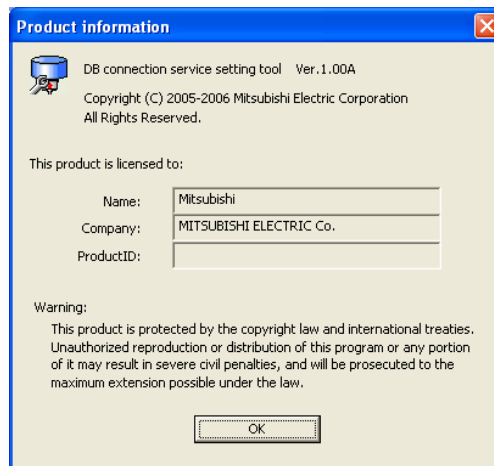 Product information
DB connection service setting tool Ver.1.00A
Copyright (C) 2005-2006 Mitsubishi Electric Corporation
All Rights Reserved.
This product is licensed to:
Name: Mitsubishi
Company: MITSUBISHI ELECTRIC Co.
ProductID:
Warning:
This product is protected by the copyright law and international treaties.
Unauthorized reproduction or distribution of this program or any portion
of it may result in severe civil penalties, and will be prosecuted to the
maximum extension possible under the law.
OK